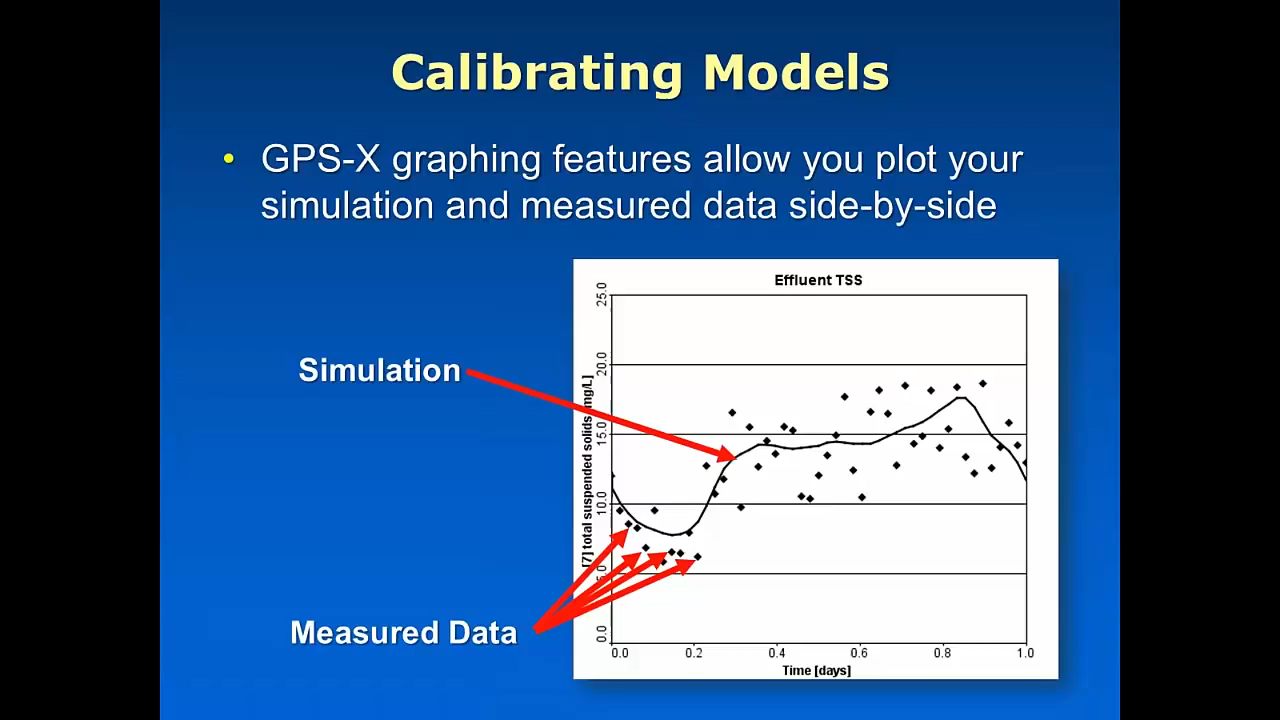 Calibrating Models
• GPS-X graphing features allow you plot your
simulation and measured data side-by-side
Effluent TSS
25.0
20.0
15.0
10.0
5.0
0.0
[7] total suspended solids [mg/L]
Simulation
Measured Data
0.0 0.2 0.4 0.6 0.8 1.0
Time [days]